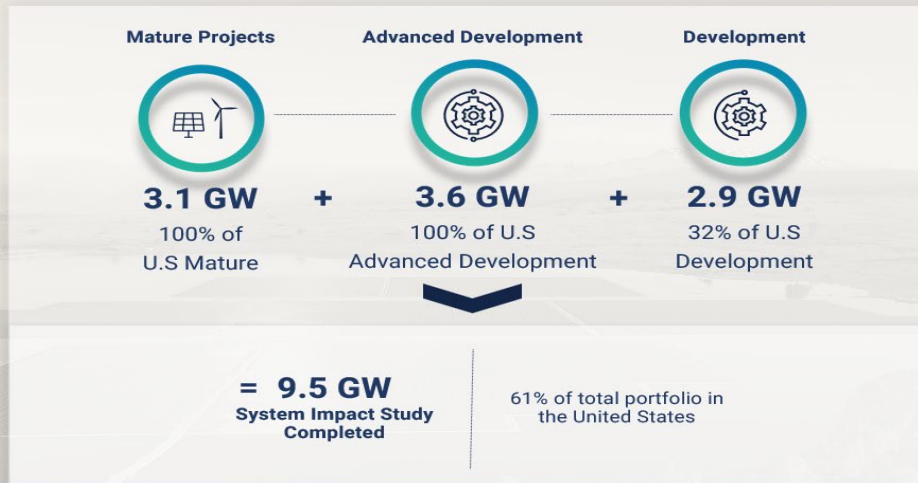 Mature Projects
Advanced Development
Development
3.1 GW
+
3.6 GW
+
2.9 GW
100% of
U.S Mature
100% of U.S
Advanced Development
32% of U.S
Development
= 9.5 GW
System Impact Study
Completed
61% of total portfolio in
the United States